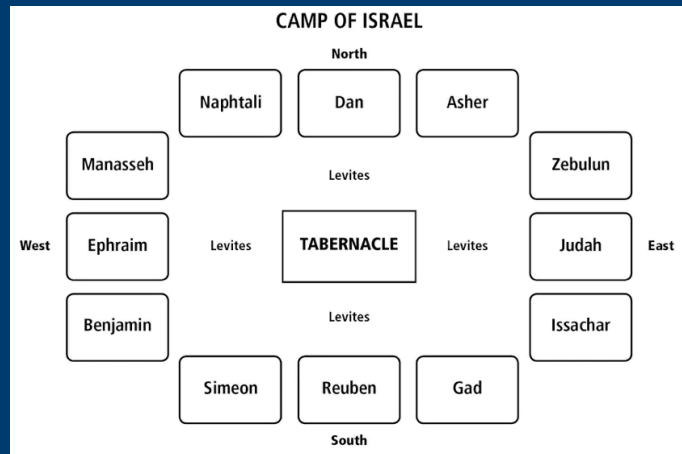 CAMP OF ISRAEL
North
Naphtali Dan Asher
Manasseh Levites Zebulun
West Ephraim Levites TABERNACLE Levites Judah East
Benjamin Levites Issachar
Simeon Reuben Gad
South